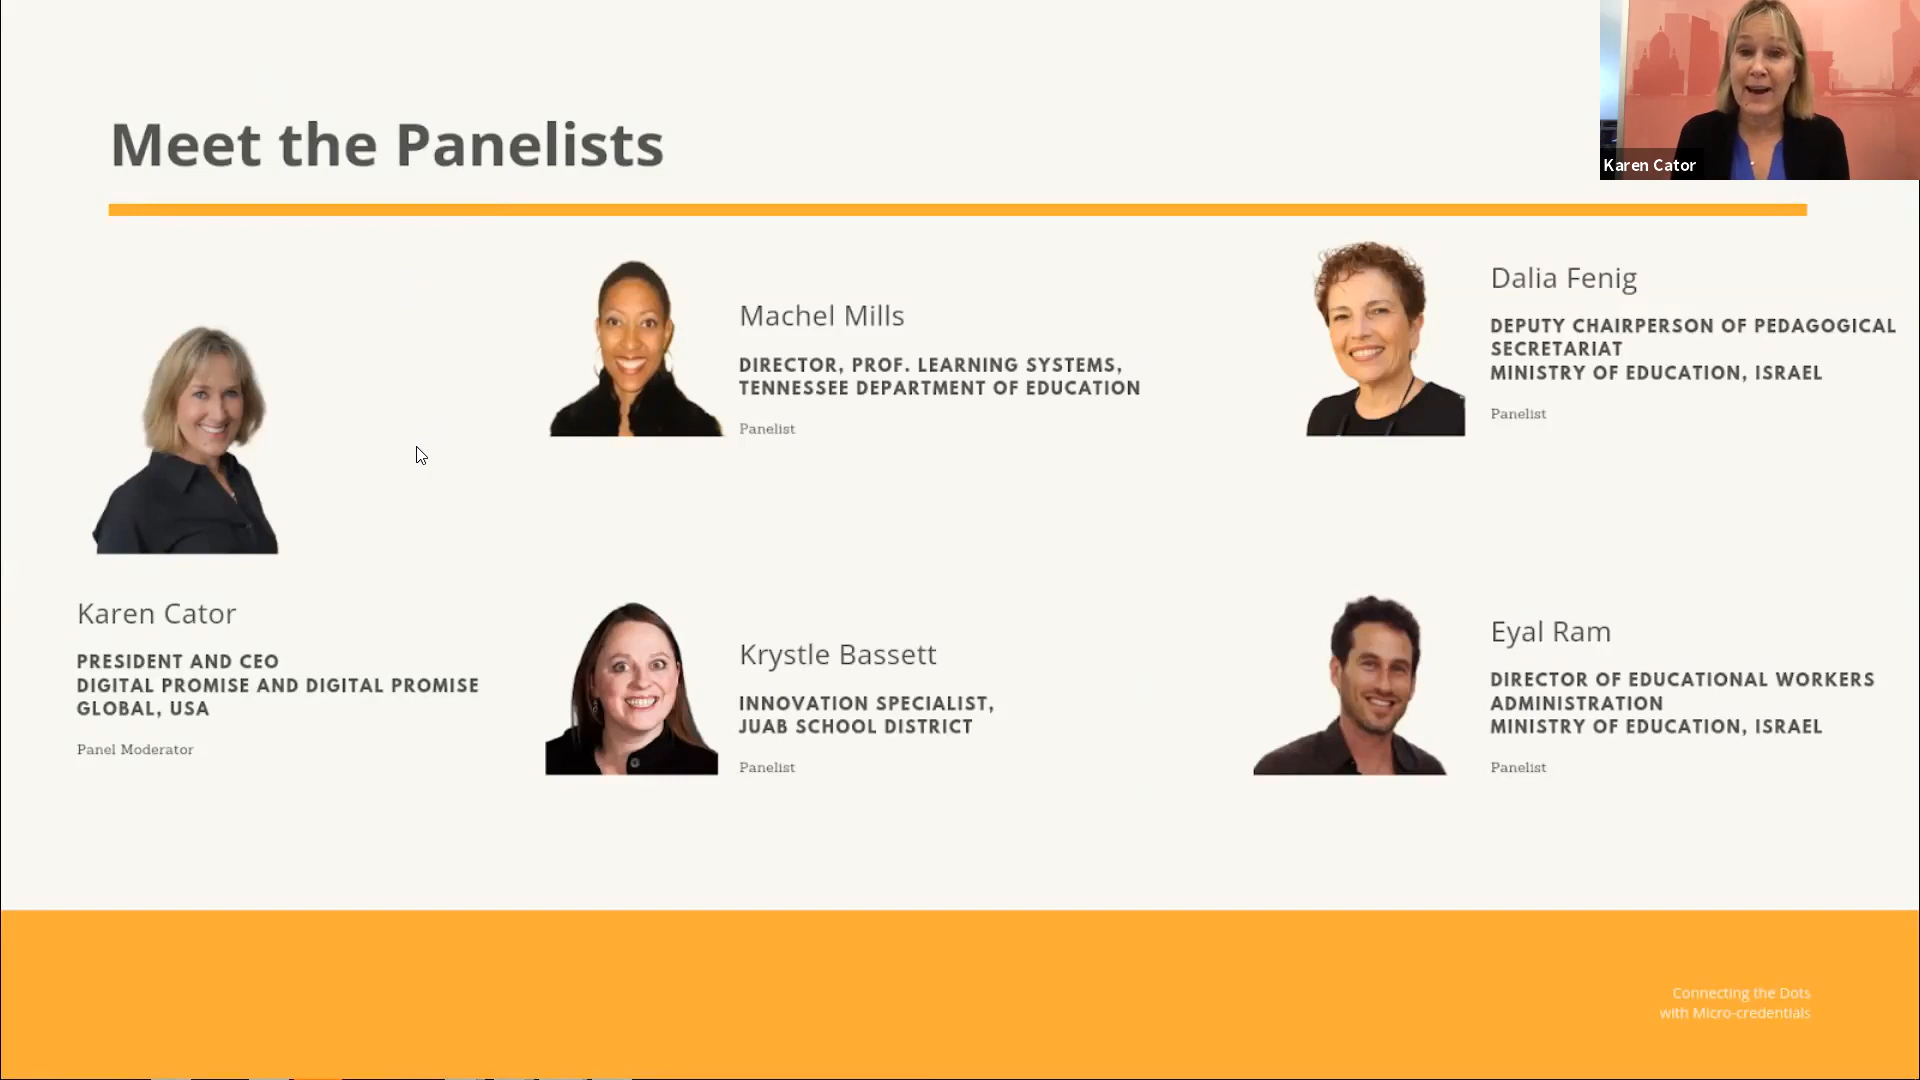 Meet the Panelists
Karen Cator
Machel Mills
DIRECTOR, PROF. LEARNING SYSTEMS,
TENNESSEE DEPARTMENT OF EDUCATION
Panelist
Dalia Fenig
DEPUTY CHAIRPERSON OF PEDAGOGICAL
SECRETARIAT
MINISTRY OF EDUCATION, ISRAEL
Panelist
Karen Cator
PRESIDENT AND CEO
DIGITAL PROMISE AND DIGITAL PROMISE
GLOBAL, USA
Panel Moderator
Krystle Bassett
INNOVATION SPECIALIST,
JUAB SCHOOL DISTRICT
Panelist
Eyal Ram
DIRECTOR OF EDUCATIONAL WORKERS
ADMINISTRATION
MINISTRY OF EDUCATION, ISRAEL
Panelist
Connecting the Dots
with Micro-credentials